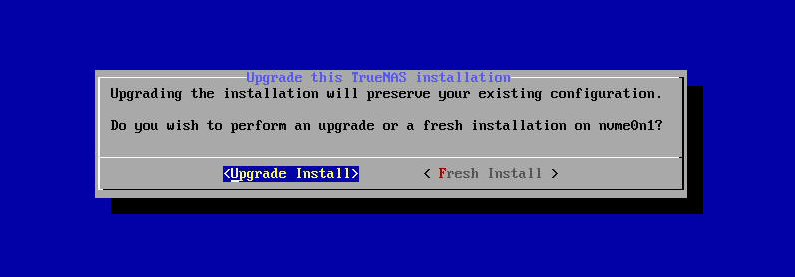 Upgrade this TrueNAS installation
Upgrading the installation will preserve your existing configuration.
Do you wish to perform an upgrade or a fresh installation on nvme0n1?
<Upgrade Install> < Fresh Install >